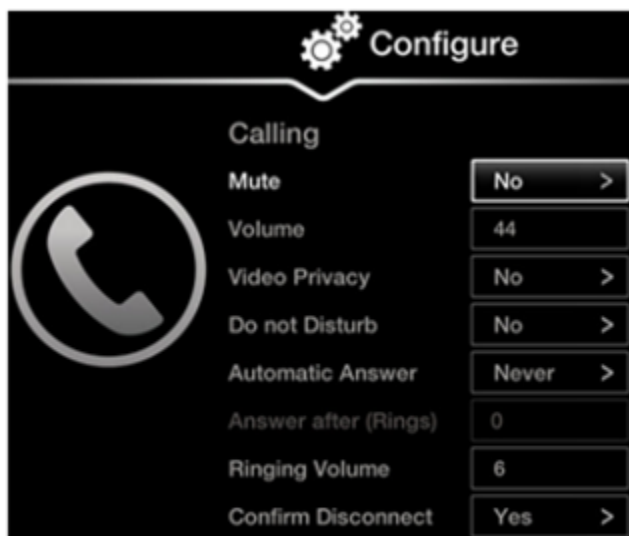 Configure
Calling
Mute No >
Volume 44
Video Privacy No >
Do not Disturb No >
Automatic Answer Never >
Answer after (Rings) 0
Ringing Volume 6
Confirm Disconnect Yes >